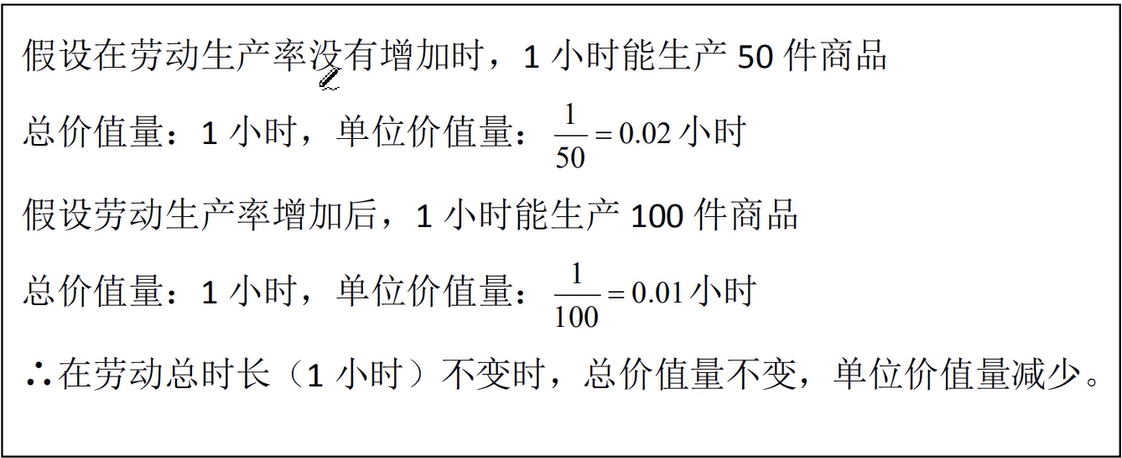 假设在劳动生产率没有增加时，1 小时能生产 50 件商品
总价值量：1 小时，单位价值量：1/50 = 0.02 小时
假设劳动生产率增加后，1 小时能生产 100 件商品
总价值量：1 小时，单位价值量：1/100 = 0.01 小时
∴在劳动总时长（1 小时）不变时，总价值量不变，单位价值量减少。